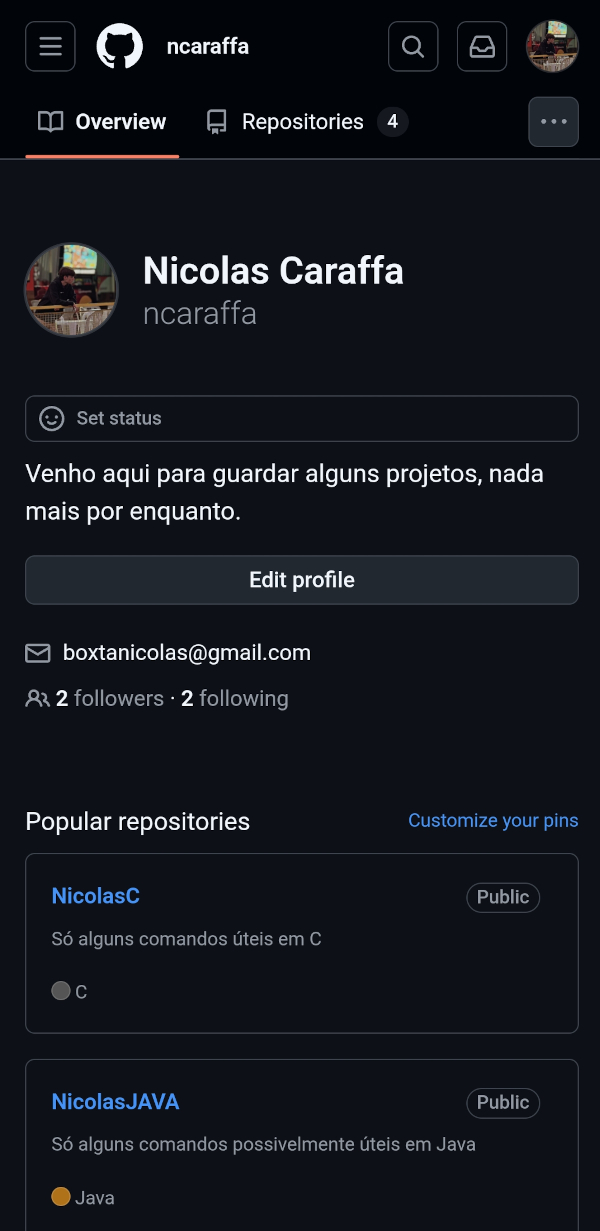 ncaraffa
Overview
Repositories 4
Nicolas Caraffa
ncaraffa
Set status
Venho aqui para guardar alguns projetos, nada
mais por enquanto.
Edit profile
boxtanicolas@gmail.com
2 followers · 2 following
Popular repositories
Customize your pins
NicolasC
Public
Só alguns comandos úteis em C
C
NicolasJAVA
Public
Só alguns comandos possivelmente úteis em Java
Java